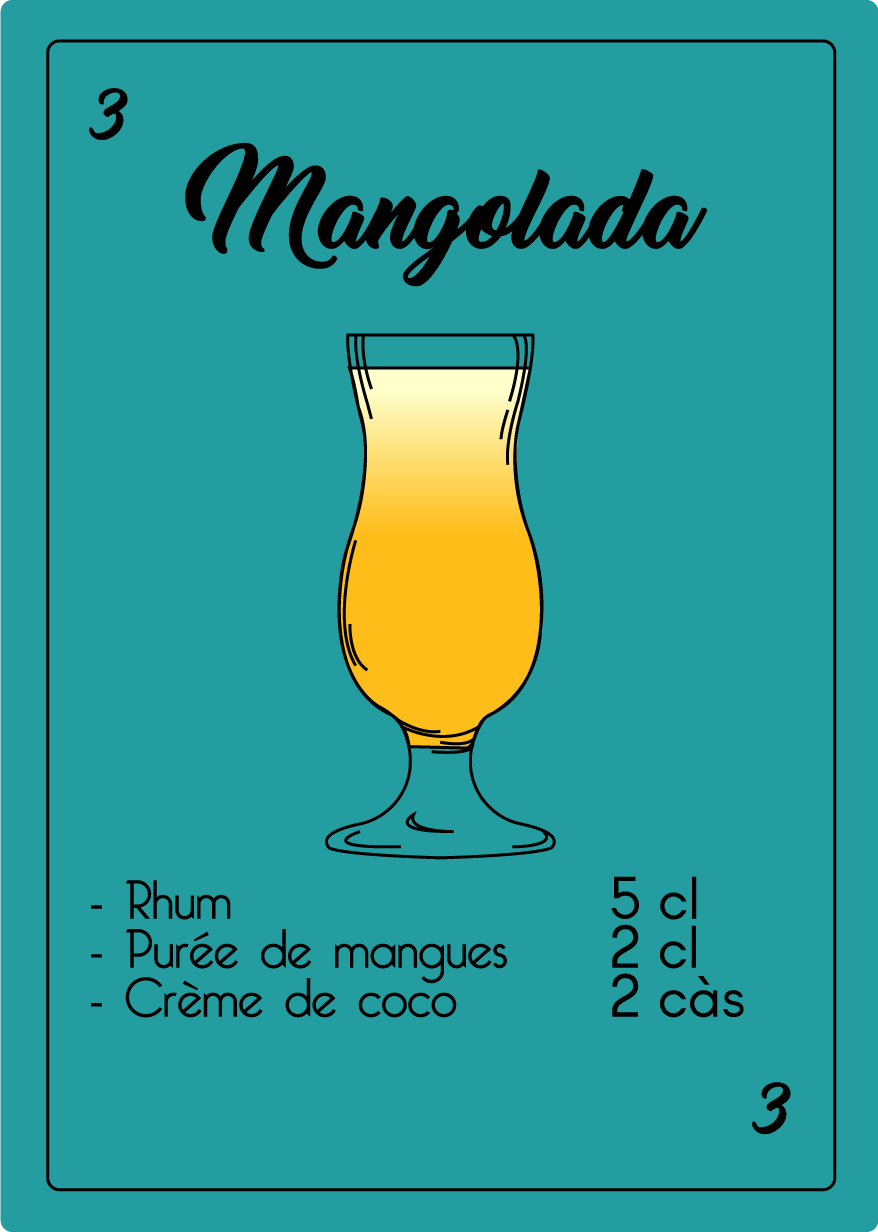 3
Mangolada
- Rhum 5 cl
- Purée de mangues 2 cl
- Crème de coco 2 càs
3